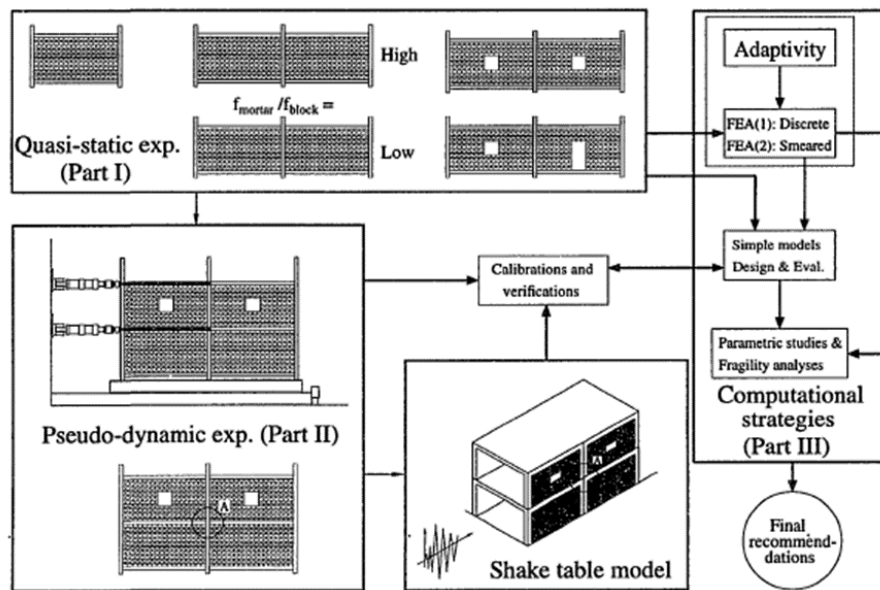 High
f_mortar /f_block =
Low
Quasi-static exp.
(Part I)
Adaptivity
FEA(1): Discrete
FEA(2): Smeared
Simple models
Design & Eval.
Calibrations and
verifications
Parametric studies &
Fragility analyses
Computational
strategies
(Part III)
Pseudo-dynamic exp. (Part II)
A
A
Shake table model
Final
recommend-
dations